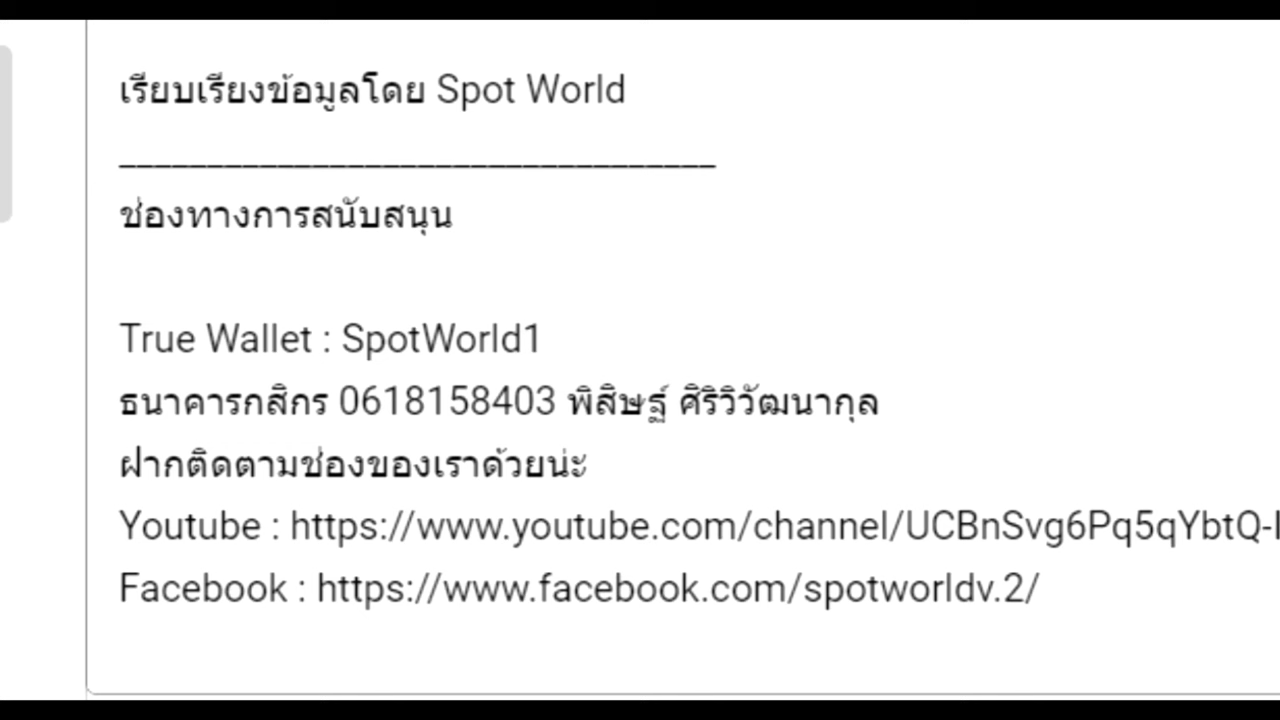 เรียบเรียงข้อมูลโดย Spot World
__________________________________
ช่องทางการสนับสนุน
True Wallet : SpotWorld1
ธนาคารกสิกร 0618158403 พิสิษฐ์ ศิริวิวัฒนากุล
ฝากติดตามช่องของเราด้วยน่ะ
Youtube : https://www.youtube.com/channel/UCBnSvg6Pq5qYbtQ-
Facebook : https://www.facebook.com/spotworldv.2/